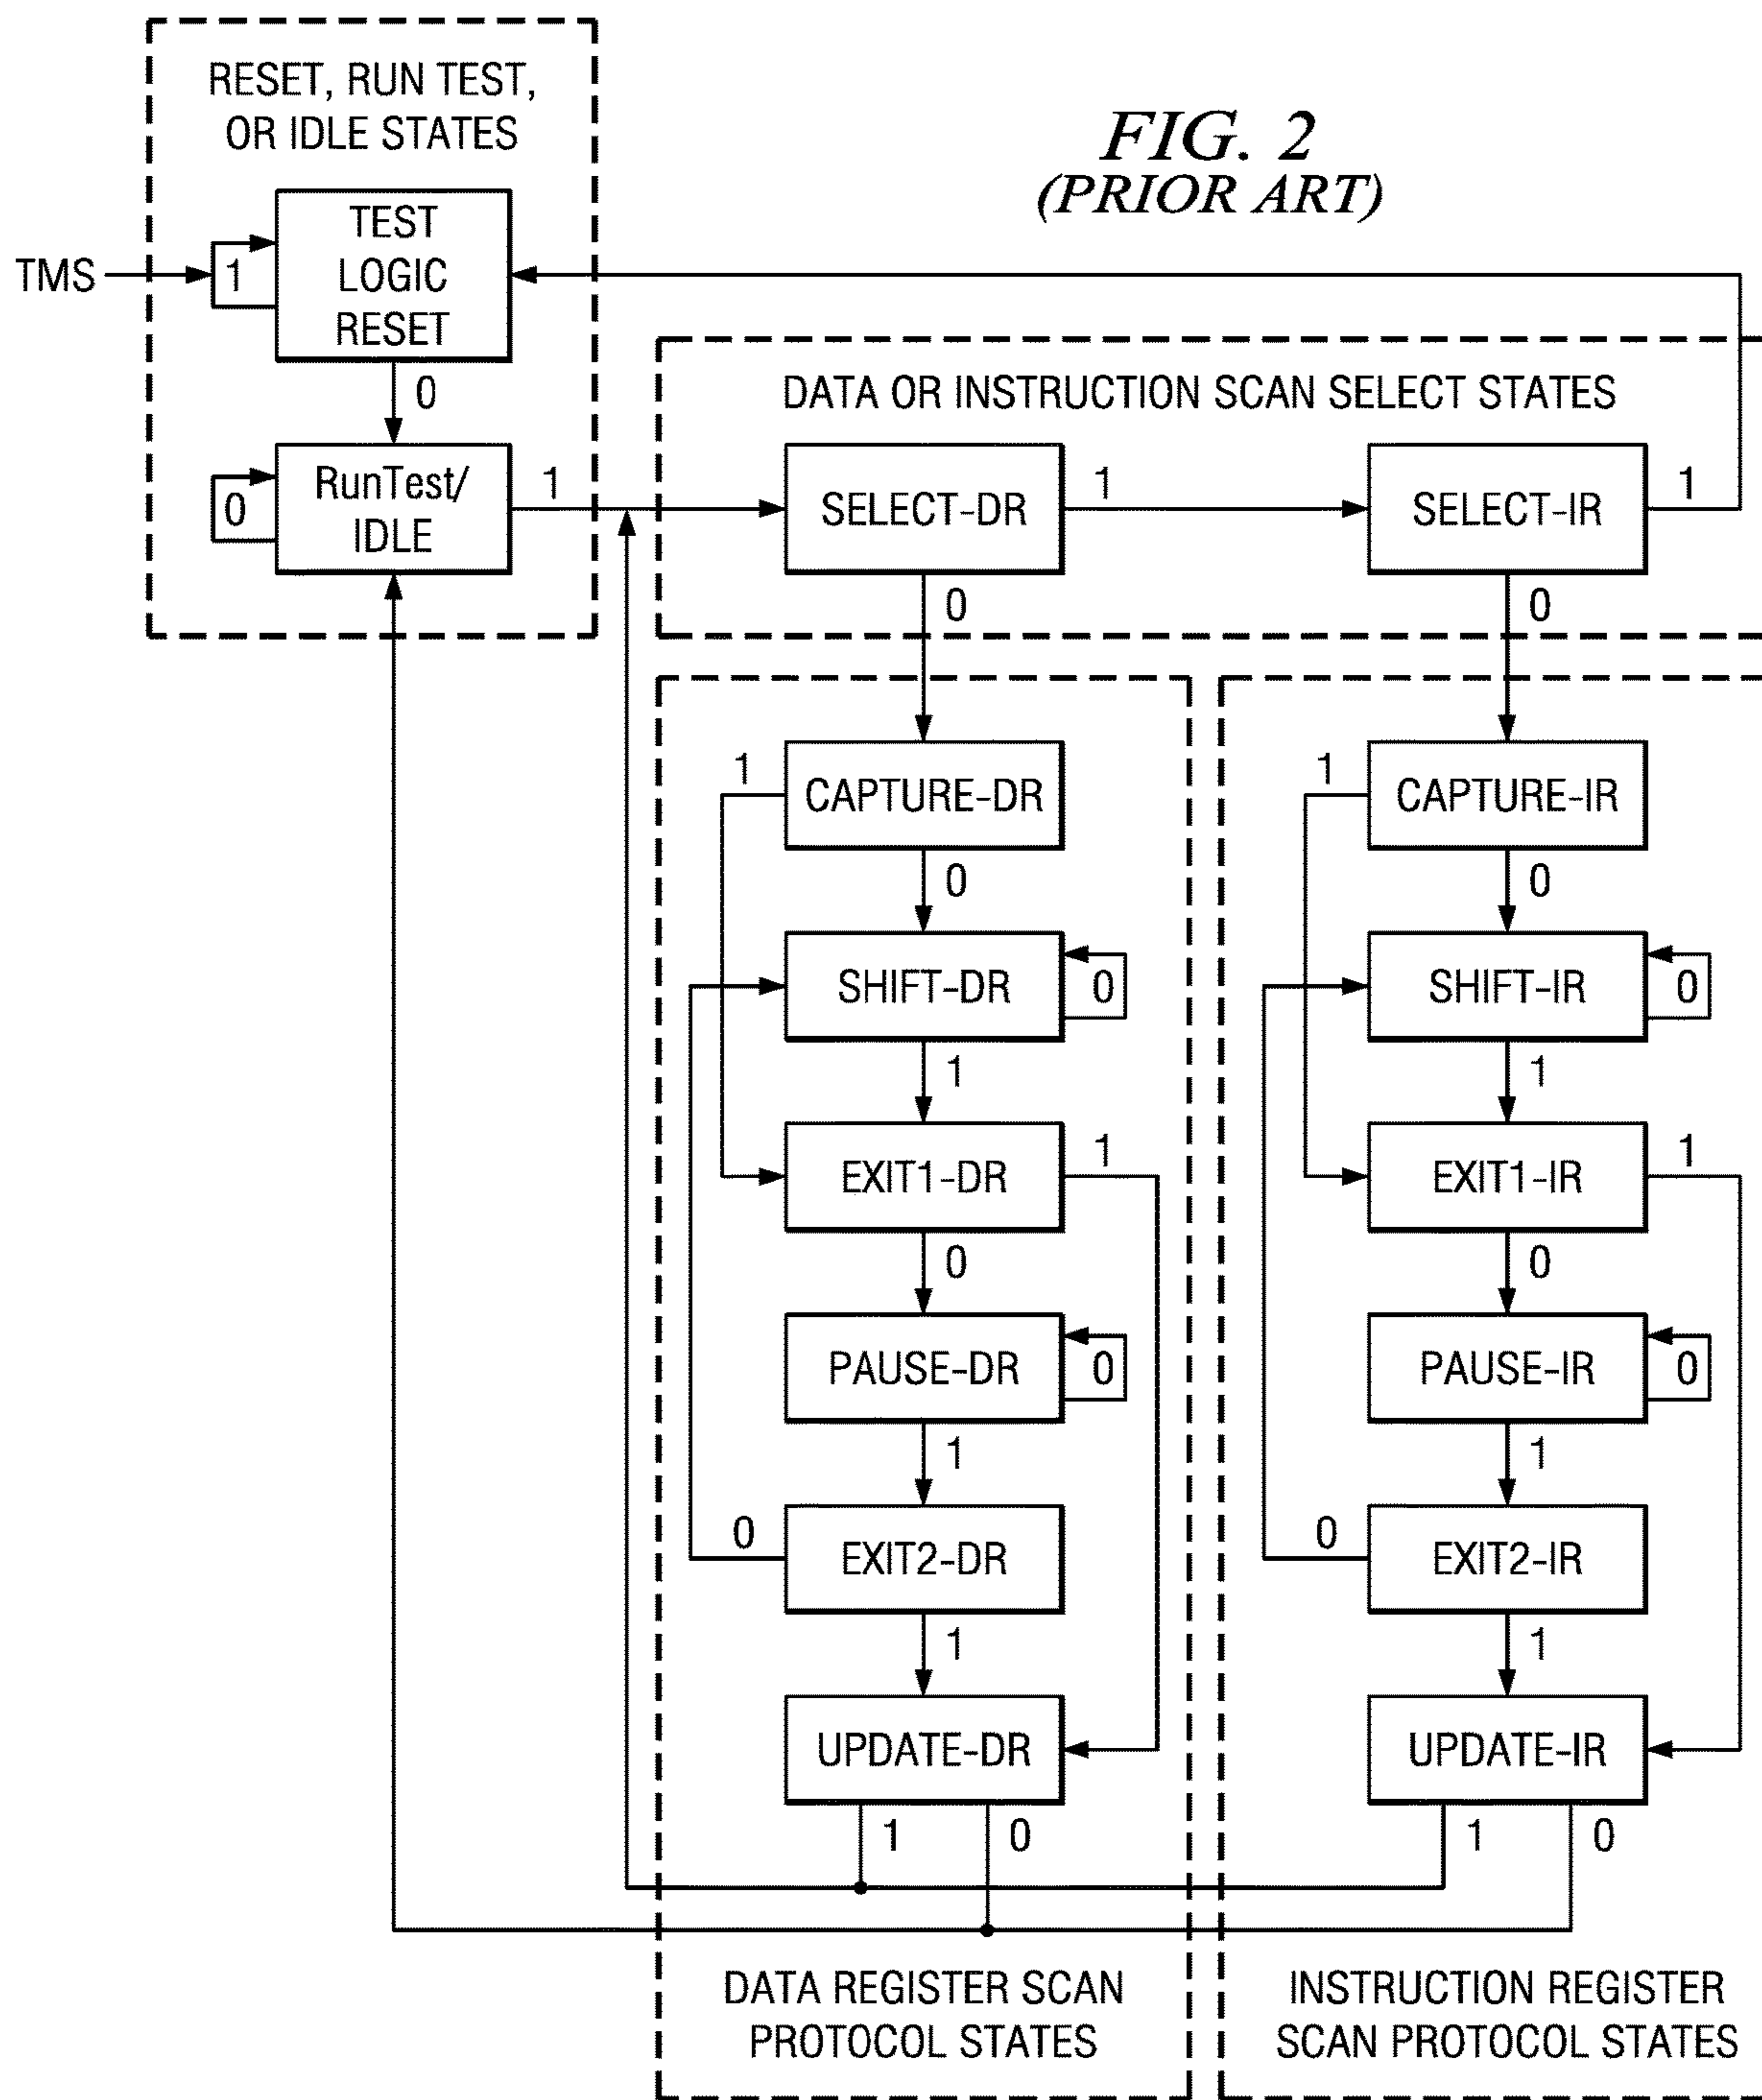 RESET, RUN TEST,
OR IDLE STATES
FIG. 2
(PRIOR ART)
TMS
1
TEST
LOGIC
RESET
0
DATA OR INSTRUCTION SCAN SELECT STATES
0
RunTest/
IDLE
1
SELECT-DR
1
SELECT-IR
1
0
0
1
CAPTURE-DR
1
CAPTURE-IR
0
0
SHIFT-DR
0
SHIFT-IR
0
1
1
EXIT1-DR
1
EXIT1-IR
1
0
0
PAUSE-DR
0
PAUSE-IR
0
1
1
0
EXIT2-DR
0
EXIT2-IR
1
1
UPDATE-DR
UPDATE-IR
1
0
1
0
DATA REGISTER SCAN
PROTOCOL STATES
INSTRUCTION REGISTER
SCAN PROTOCOL STATES